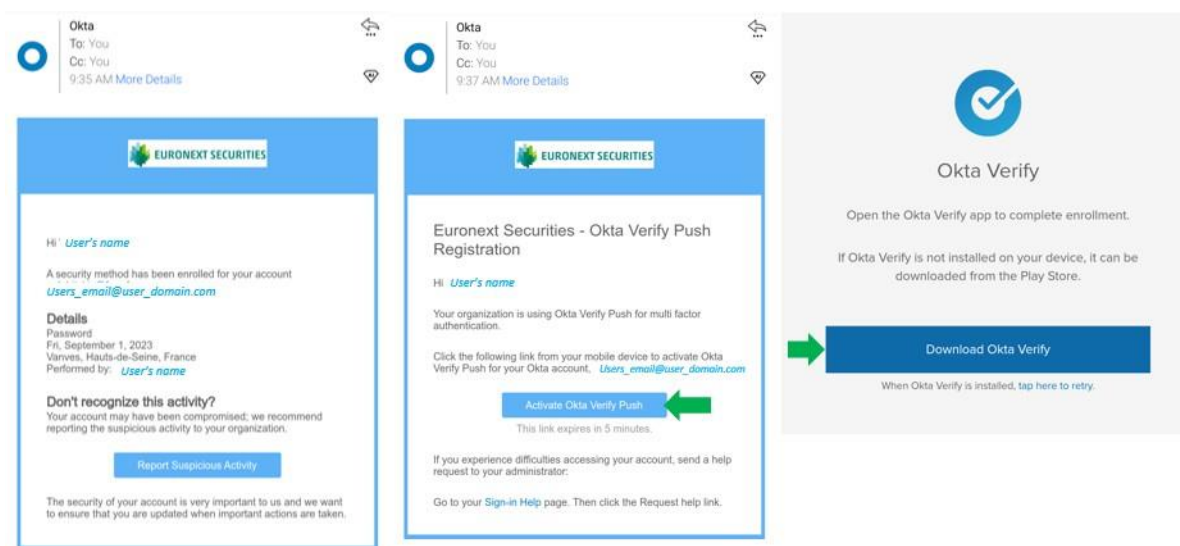 Okta
To: You
Cc: You
9:35 AM More Details
EURONEXT SECURITIES
Hi User's name
A security method has been enrolled for your account
Users_email@user_domain.com
Details
Password
Fri, September 1, 2023
Vanves, Hauts-de-Seine, France
Performed by: User's name
Don't recognize this activity?
Your account may have been compromised; we recommend
reporting the suspicious activity to your organization.
Report Suspicious Activity
The security of your account is very important to us and we want
to ensure that you are updated when important actions are taken.
Okta
To: You
Cc: You
9:37 AM More Details
EURONEXT SECURITIES
Euronext Securities - Okta Verify Push
Registration
Hi User's name
Your organization is using Okta Verify Push for multi factor
authentication.
Click the following link from your mobile device to activate Okta
Verify Push for your Okta account, Users_email@user_domain.com
Activate Okta Verify Push
This link expires in 5 minutes.
If you experience difficulties accessing your account, send a help
request to your administrator:
Go to your Sign-in Help page. Then click the Request help link.
Okta Verify
Open the Okta Verify app to complete enrollment.
If Okta Verify is not installed on your device, it can be
downloaded from the Play Store.
Download Okta Verify
When Okta Verify is installed, tap here to retry.